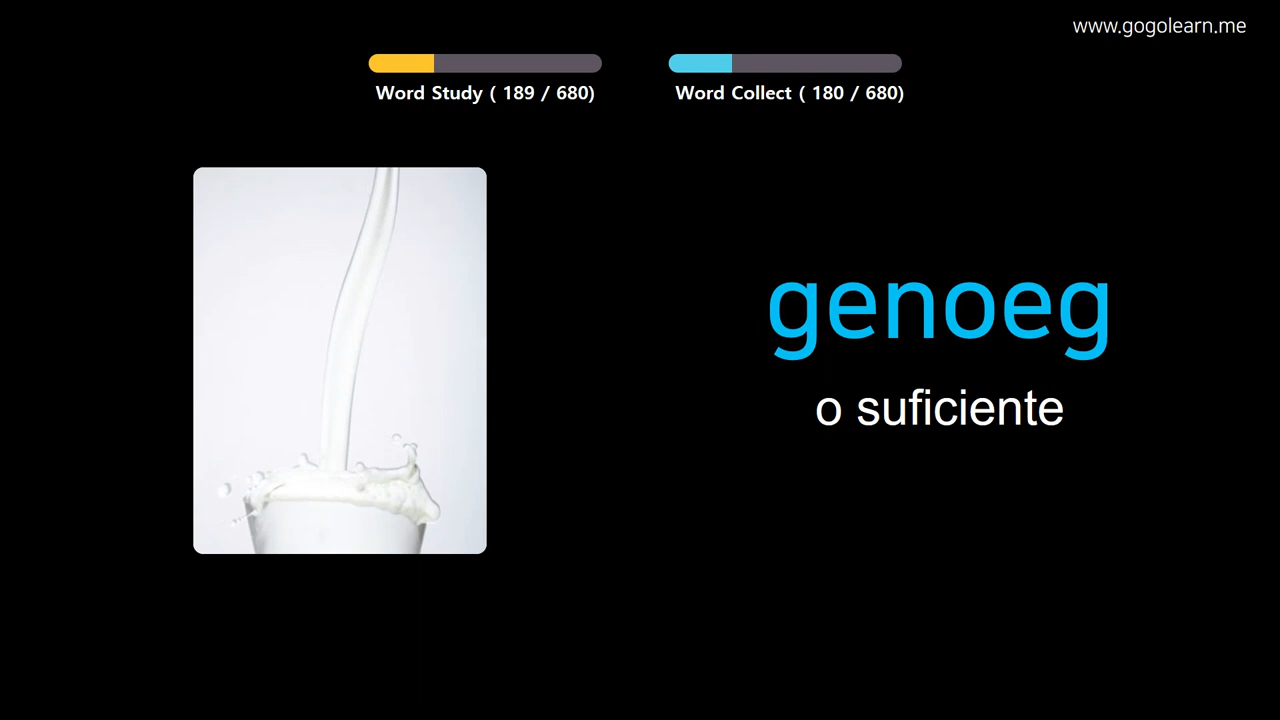 www.gogolearn.me
Word Study ( 189 / 680)
Word Collect ( 180 / 680)
genoeg
o suficiente